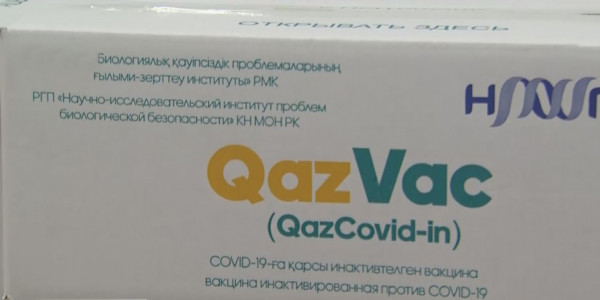 ОТКРЫВАТЬ ЗДЕСЬ
Биологиялық қауіпсіздік проблемаларының
ғылыми-зерттеу институты» РМК
РГП «Научно-исследовательский институт проблем
биологической безопасности» КН МОН РК
QazVac
(QazCovid-in)
COVID-19-ға қарсы инактивтелген вакцина
вакцина инактивированная против COVID-19